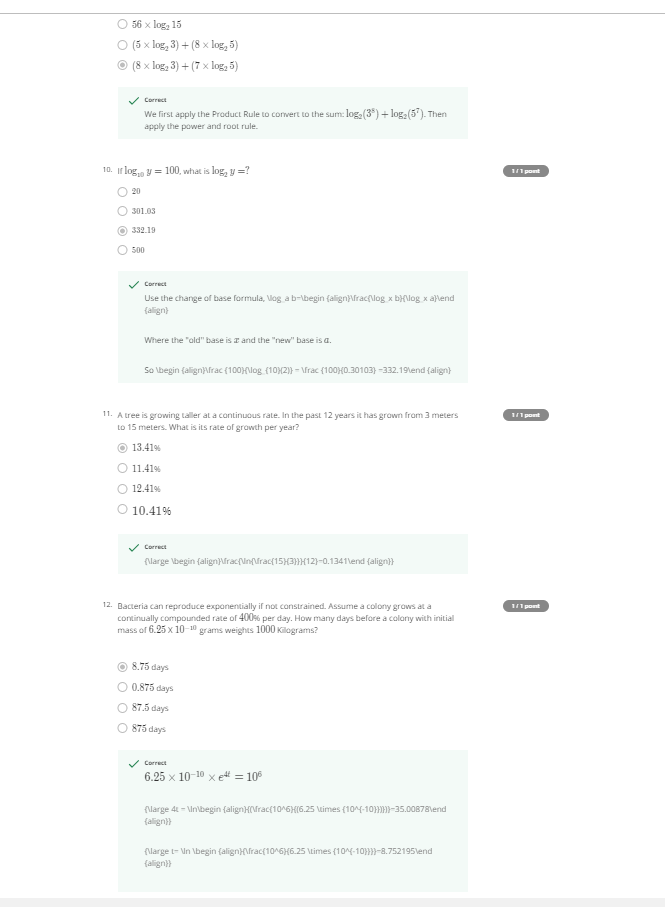 56 × log₂ 15
(5 × log₂ 3) + (8 × log₂ 5)
(8 × log₂ 3) + (7 × log₂ 5)
Correct
We first apply the Product Rule to convert to the sum: log₂(3⁸) + log₂(5⁷). Then
apply the power and root rule.
10. If log₁₀ y = 100, what is log₂ y =?
1 / 1 point
20
301.03
332.19
500
Correct
Use the change of base formula, \log_x b=\begin {align}\frac{\log_x b}{\log_x a}\end
{align}
Where the "old" base is x and the "new" base is a.
So \begin {align}\frac {100}{\log_{10}(2)} = \frac {100}{0.30103} =332.19\end {align}
11. A tree is growing taller at a continuous rate. In the past 12 years it has grown from 3 meters
to 15 meters. What is its rate of growth per year?
1 / 1 point
13.41%
11.41%
12.41%
10.41%
Correct
{\large \begin {align}\frac{\ln(\frac{15}{3})}{12}=0.1341\end {align}}
12. Bacteria can reproduce exponentially if not constrained. Assume a colony grows at a
continually compounded rate of 400% per day. How many days before a colony with initial
mass of 6.25 X 10⁻¹⁰ grams weights 1000 Kilograms?
1 / 1 point
8.75 days
0.875 days
87.5 days
875 days
Correct
6.25 × 10⁻¹⁰ × e⁴ᵗ = 10⁶
{\large 4t = \ln\begin {align}{(\frac{10^6}{(6.25 \times {10^{-10}})})}=35.00878\end
{align}}
{\large t= \ln \begin {align}{\frac{10^6}{6.25 \times {10^{-10}}}}=8.752195\end
{align}}